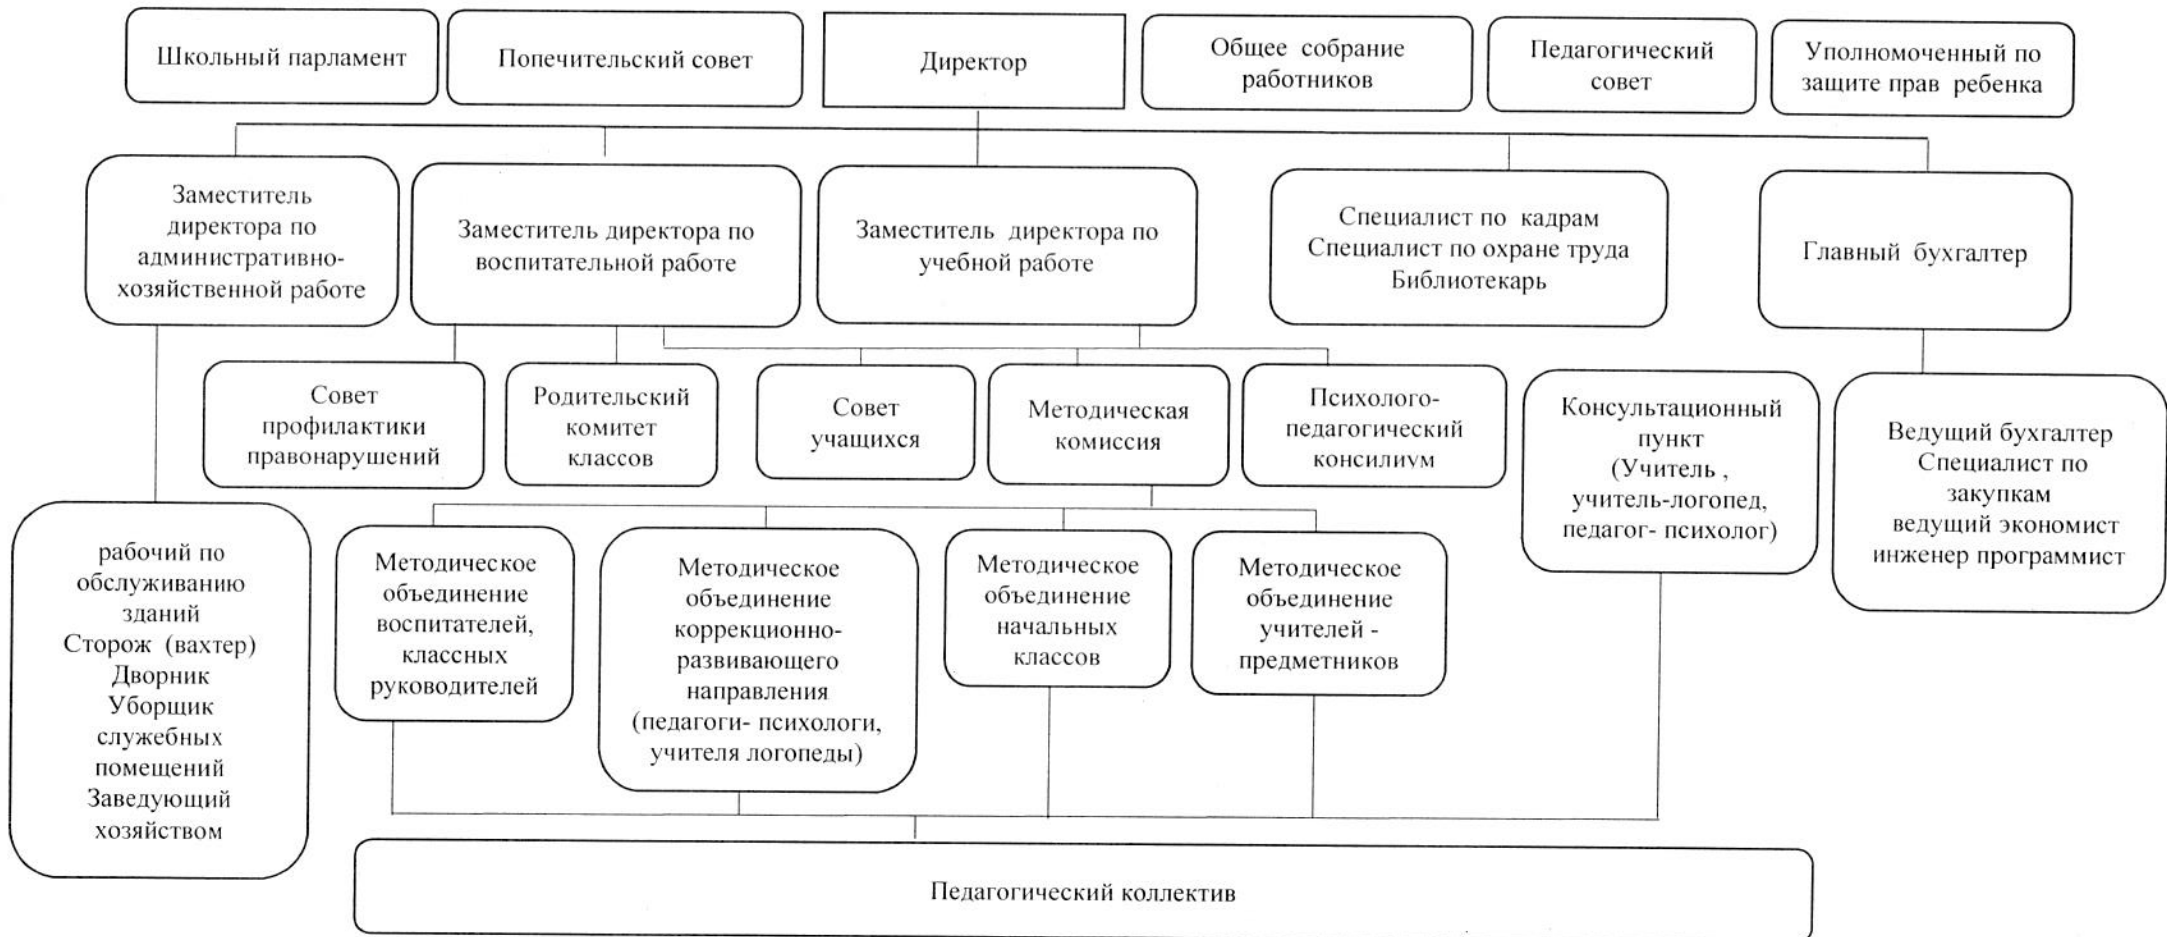 Школьный парламент
Попечительский совет
Директор
Общее собрание
работников
Педагогический
совет
Уполномоченный по
защите прав ребенка
Заместитель
директора по
административно-
хозяйственной работе
Заместитель директора по
воспитательной работе
Заместитель директора по
учебной работе
Специалист по кадрам
Специалист по охране труда
Библиотекарь
Главный бухгалтер
Совет
профилактики
правонарушений
Родительский
комитет
классов
Совет
учащихся
Методическая
комиссия
Психолого-
педагогический
консилиум
Консультационный
пункт
(Учитель ,
учитель-логопед,
педагог- психолог)
Ведущий бухгалтер
Специалист по
закупкам
ведущий экономист
инженер программист
рабочий по
обслуживанию
зданий
Сторож (вахтер)
Дворник
Уборщик
служебных
помещений
Заведующий
хозяйством
Методическое
объединение
воспитателей,
классных
руководителей
Методическое
объединение
коррекционно-
развивающего
направления
(педагоги- психологи,
учителя логопеды)
Методическое
объединение
начальных
классов
Методическое
объединение
учителей -
предметников
Педагогический коллектив